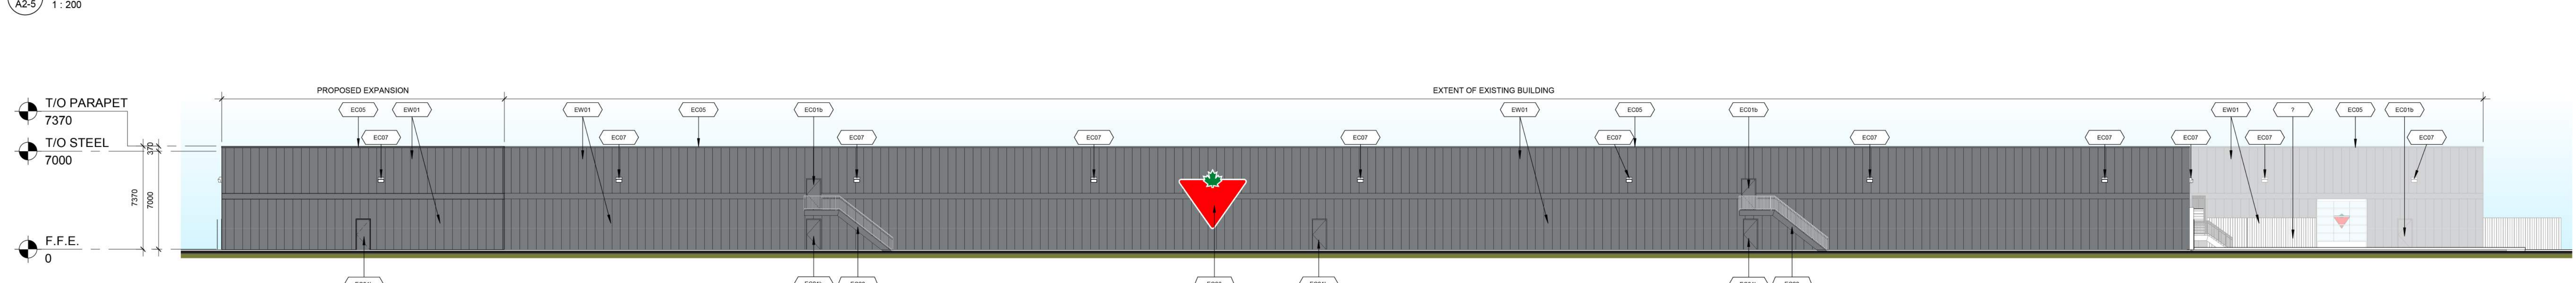 A2-5
1 : 200
PROPOSED EXPANSION
EXTENT OF EXISTING BUILDING
T/O PARAPET
7370
EC05
EW01
EW01
EC05
EC01b
EW01
EC05
EC01b
EW01
?
EC05
EC01b
EC07
EC07
EC07
EC07
EC07
EC07
EC07
EC07
EC07
EC07
EC07
T/O STEEL
7000
370
7370
7000
F.F.E.
0